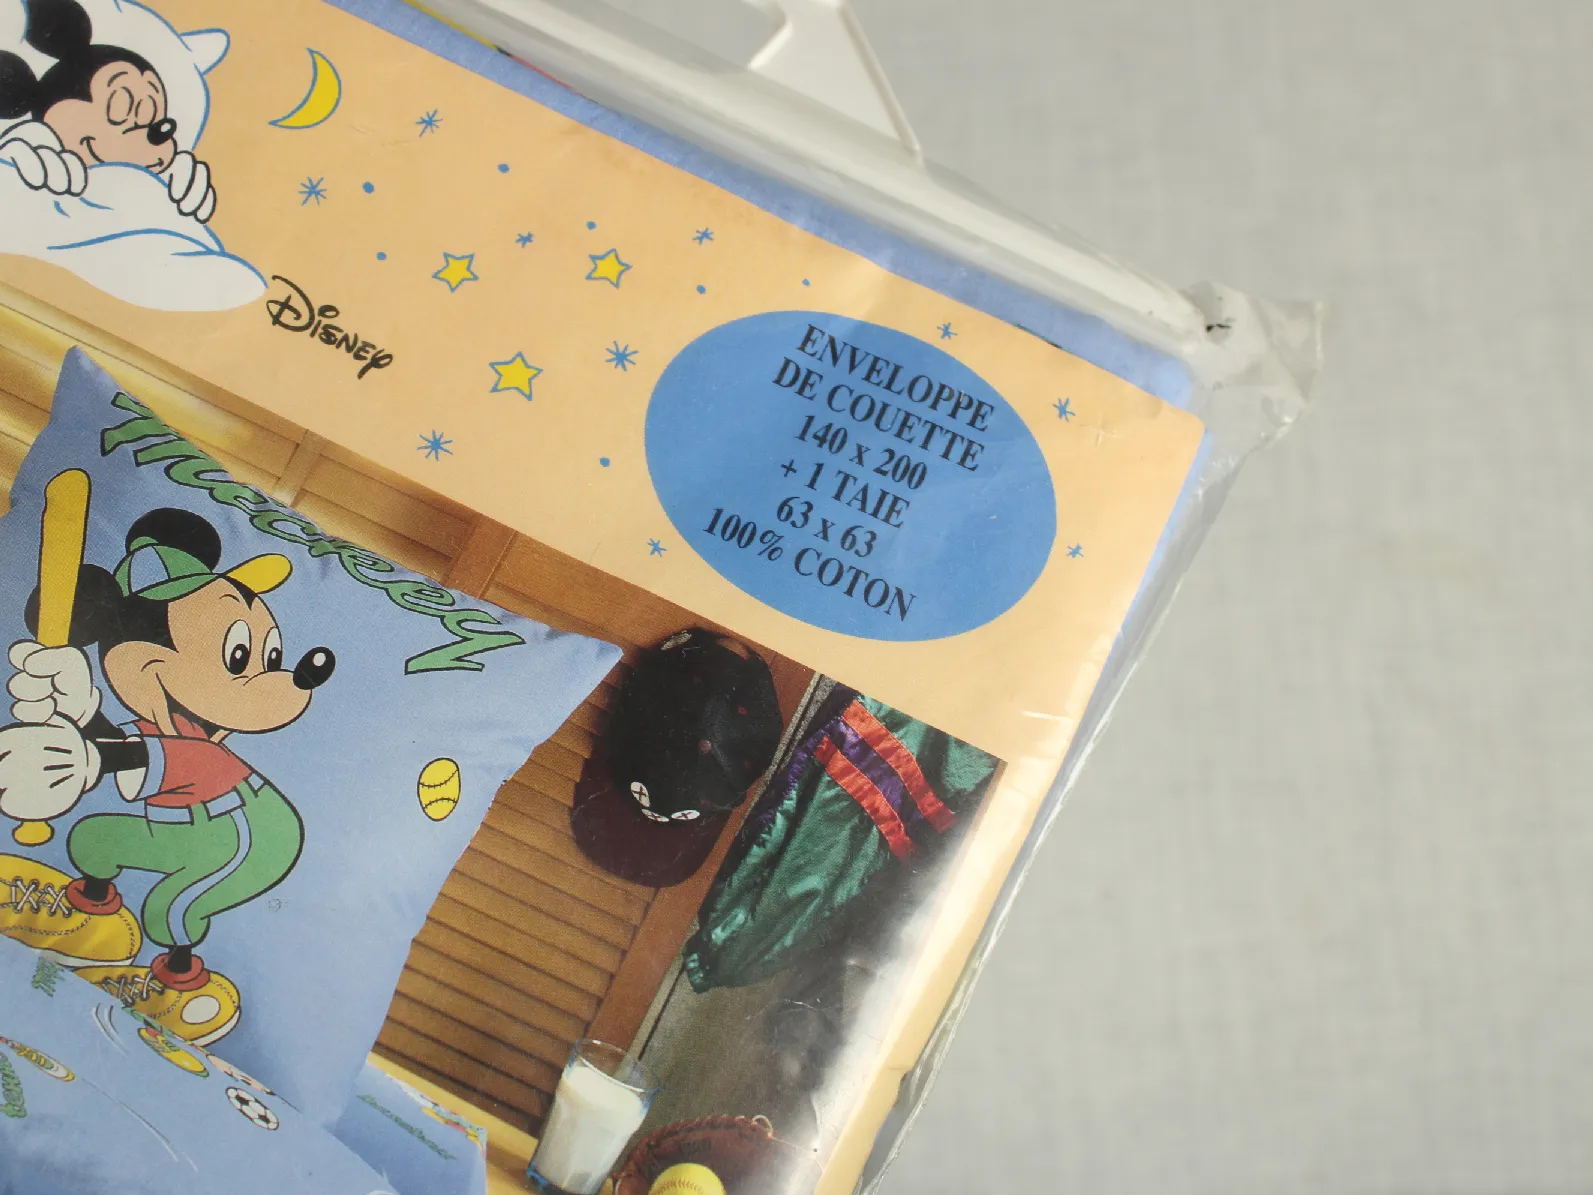 Disney
ENVELOPPE
DE COUETTE
140 x 200
+ 1 TAIE
63 x 63
100% COTON
Mickey